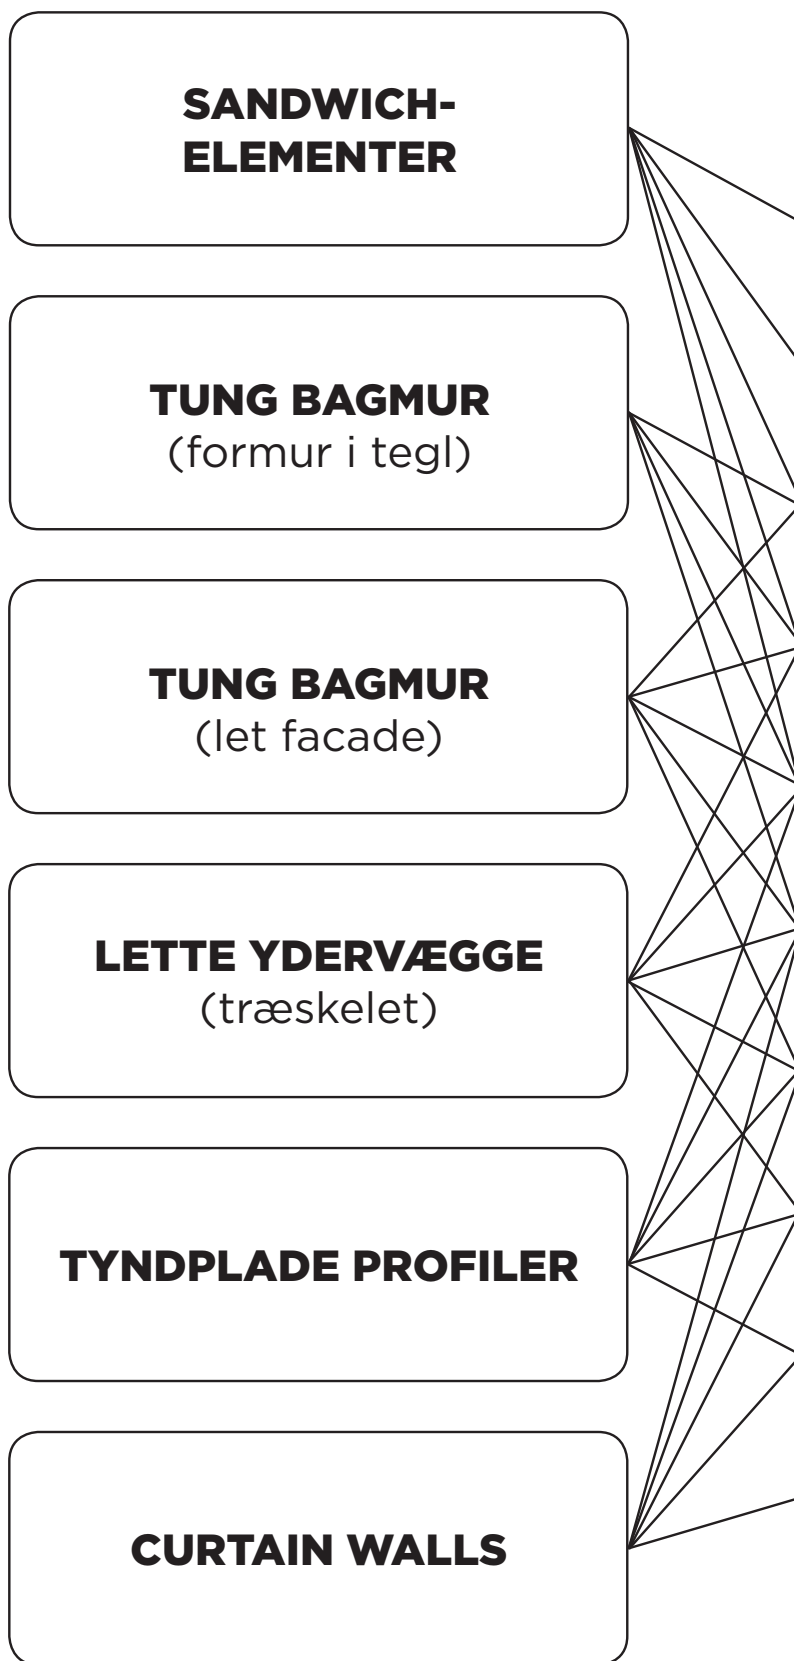 SANDWICH-
ELEMENTER
TUNG BAGMUR
(formur i tegl)
TUNG BAGMUR
(let facade)
LETTE YDERVÆGGE
(træskelet)
TYNDPLADE PROFILER
CURTAIN WALLS